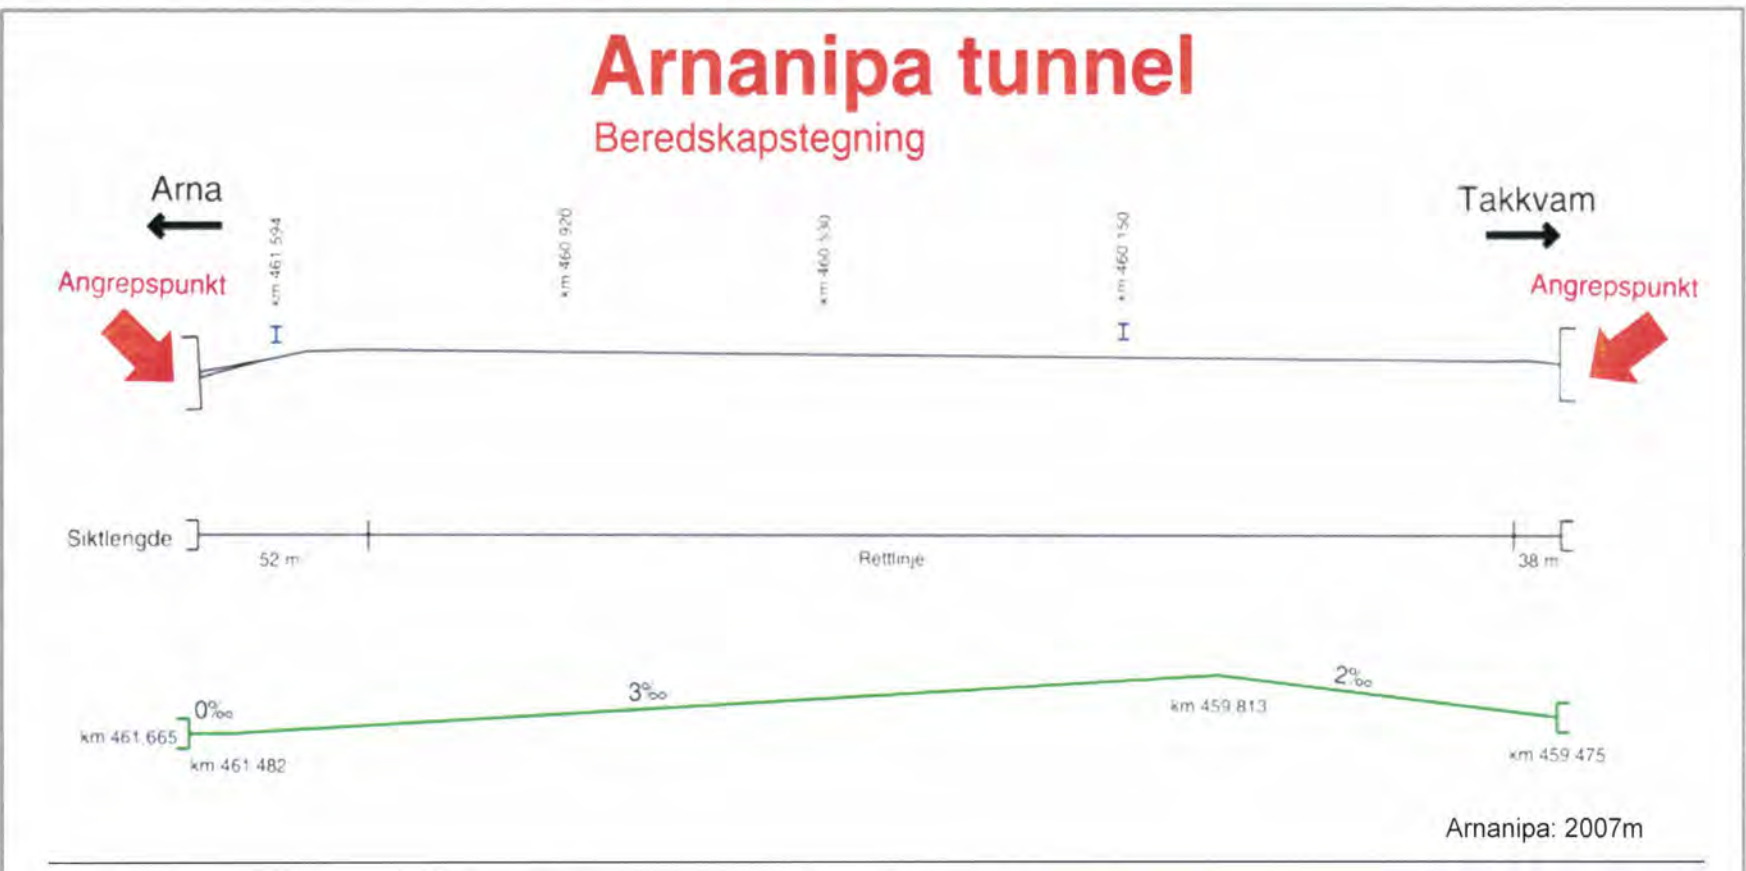 Arnanipa tunnel
Beredskapstegning
Arna
Takkvam
Angrepspunkt
Angrepspunkt
km 461 594
km 460 920
km 460 530
km 460 150
I
I
Siktlengde
52 m
Rettlinje
38 m
0‰
3‰
2‰
km 461 665
km 461 482
km 459 813
km 459 475
Arnanipa: 2007m